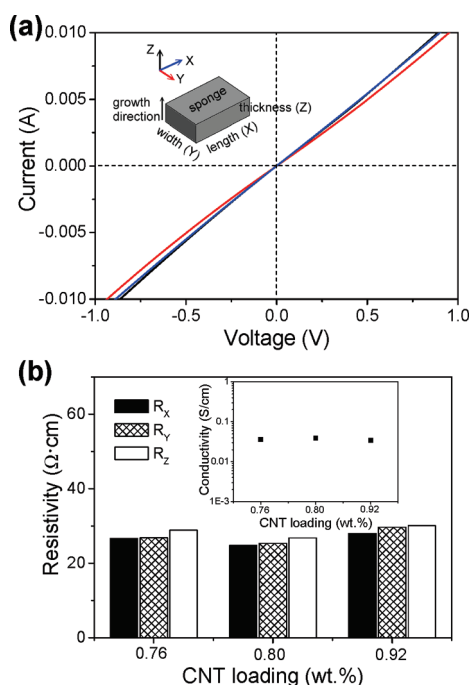 (a)
0.010
0.005
0.000
-0.005
-0.010
Current (A)
Z
X
Y
growth
direction
sponge
thickness (Z)
width (Y)
length (X)
-1.0
-0.5
0.0
0.5
1.0
Voltage (V)
(b)
60
40
20
0
Resistivity (Ω·cm)
R_X
R_Y
R_Z
1
0.1
0.01
1E-3
Conductivity (S/cm)
0.76
0.80
0.92
CNT loading (wt.%)
0.76
0.80
0.92
CNT loading (wt.%)